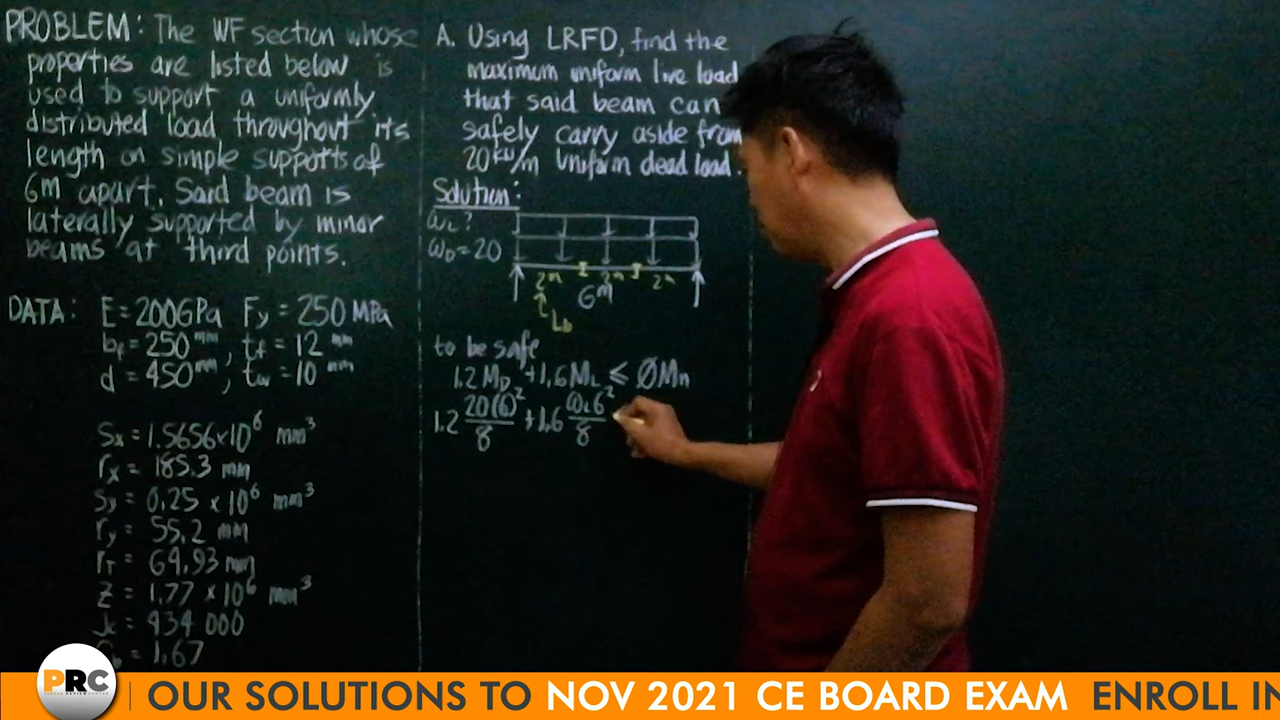 PROBLEM: The WF section whose
properties are listed below is
used to support a uniformly
distributed load throughout its
length on simple supports of
6m apart. Said beam is
laterally supported by minor
beams at third points.
DATA: E = 200GPa Fy = 250 MPa
bf = 250 mm, tf = 12 mm
d = 450 mm, tw = 10 mm
Sx = 1.5656x10⁶ mm³
rx = 185.3 mm
Sy = 0.25 x 10⁶ mm³
ry = 55.2 mm
rT = 64.93 mm
Z = 1.77 x10⁶ mm³
= 434 000
= 1.67
A. Using LRFD, find the
maximum uniform live load
that said beam can
safely carry aside from
20 kN/m uniform dead load.
Solution:
ωL?
ωD = 20
2m 2m 2m
6m
Lb
to be safe
1.2 MD + 1.6 ML ≤ ØMn
1.2 20(6)²/8 + 1.6 ωL6²/8
PRC
OUR SOLUTIONS TO NOV 2021 CE BOARD EXAM ENROLL IN